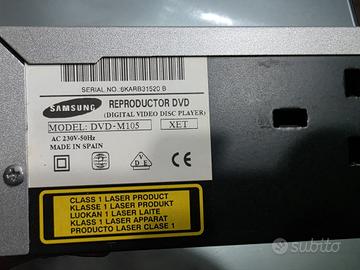 SERIAL NO.:6KARB31520 B
SAMSUNG
REPRODUCTOR DVD
(DIGITAL VIDEO DISC PLAYER)
MODEL: DVD-M105
XET
AC 230V-50Hz
MADE IN SPAIN
VDE
CLASS 1 LASER PRODUCT
KLASSE 1 LASER PRODUKT
LUOKAN 1 LASER LAITE
KLASS 1 LASER APPARAT
PRODUCTO LASER CLASE 1
subito